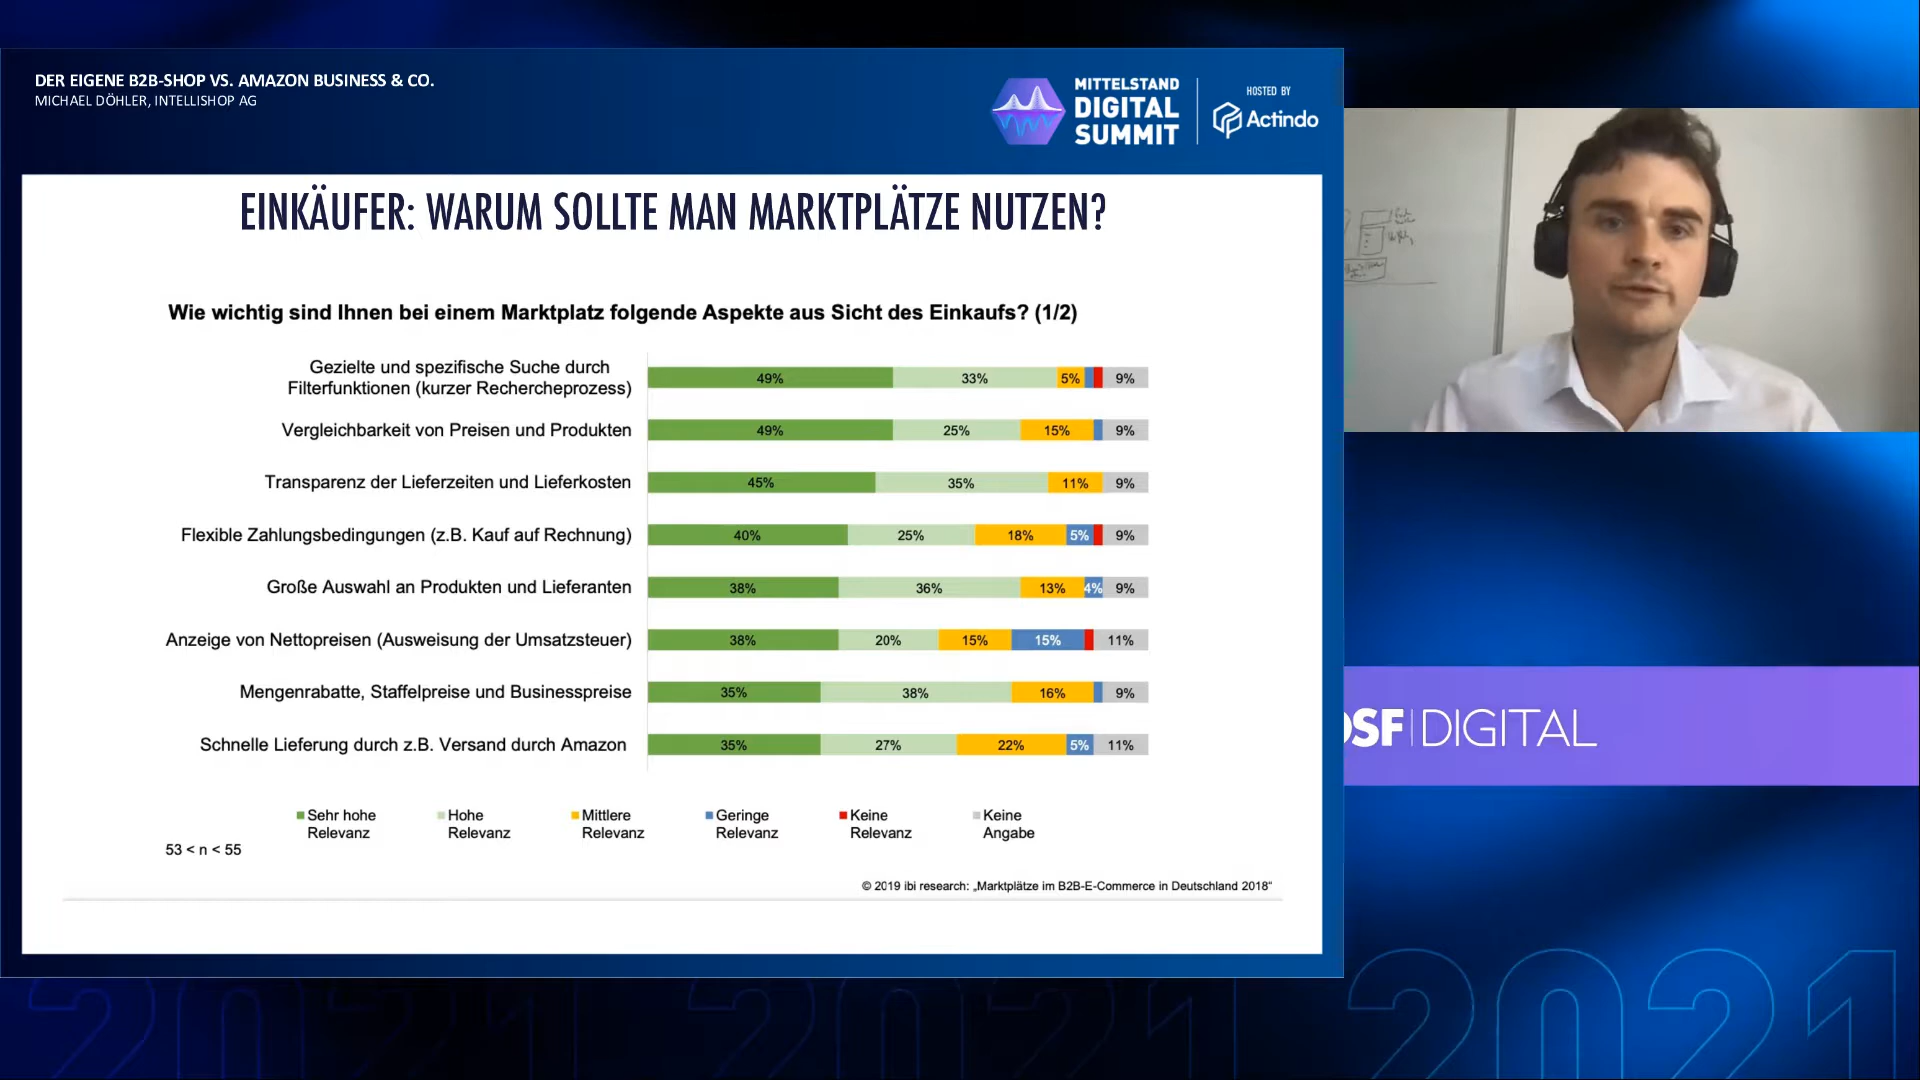 DER EIGENE B2B-SHOP VS. AMAZON BUSINESS & CO.
MICHAEL DÖHLER, INTELLISHOP AG
MITTELSTAND
DIGITAL
SUMMIT
HOSTED BY
Actindo
EINKÄUFER: WARUM SOLLTE MAN MARKTPLÄTZE NUTZEN?
Wie wichtig sind Ihnen bei einem Marktplatz folgende Aspekte aus Sicht des Einkaufs? (1/2)
Gezielte und spezifische Suche durch
Filterfunktionen (kurzer Rechercheprozess)
49% 33% 5% 9%
Vergleichbarkeit von Preisen und Produkten
49% 25% 15% 9%
Transparenz der Lieferzeiten und Lieferkosten
45% 35% 11% 9%
Flexible Zahlungsbedingungen (z.B. Kauf auf Rechnung)
40% 25% 18% 5% 9%
Große Auswahl an Produkten und Lieferanten
38% 36% 13% 4% 9%
Anzeige von Nettopreisen (Ausweisung der Umsatzsteuer)
38% 20% 15% 15% 11%
Mengenrabatte, Staffelpreise und Businesspreise
35% 38% 16% 9%
Schnelle Lieferung durch z.B. Versand durch Amazon
35% 27% 22% 5% 11%
Sehr hohe
Relevanz
Hohe
Relevanz
Mittlere
Relevanz
Geringe
Relevanz
Keine
Relevanz
Keine
Angabe
53 < n < 55
© 2019 ibi research: „Marktplätze im B2B-E-Commerce in Deutschland 2018“
OSF DIGITAL
2021 2021 2021